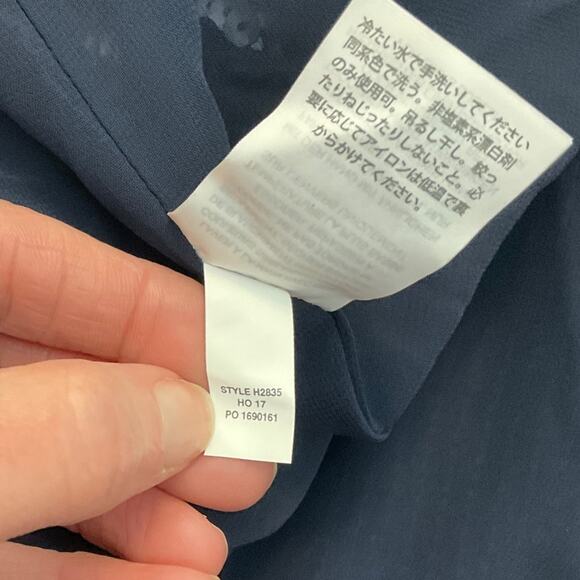 冷たい水で手洗いしてください
同系色で洗う。非塩素系漂白剤
のみ使用可。吊るし干し。絞っ
たりねじったりしないこと。必
要に応じてアイロンは低温で裏
からかけてください。
STYLE H2835
HO 17
PO 1690161